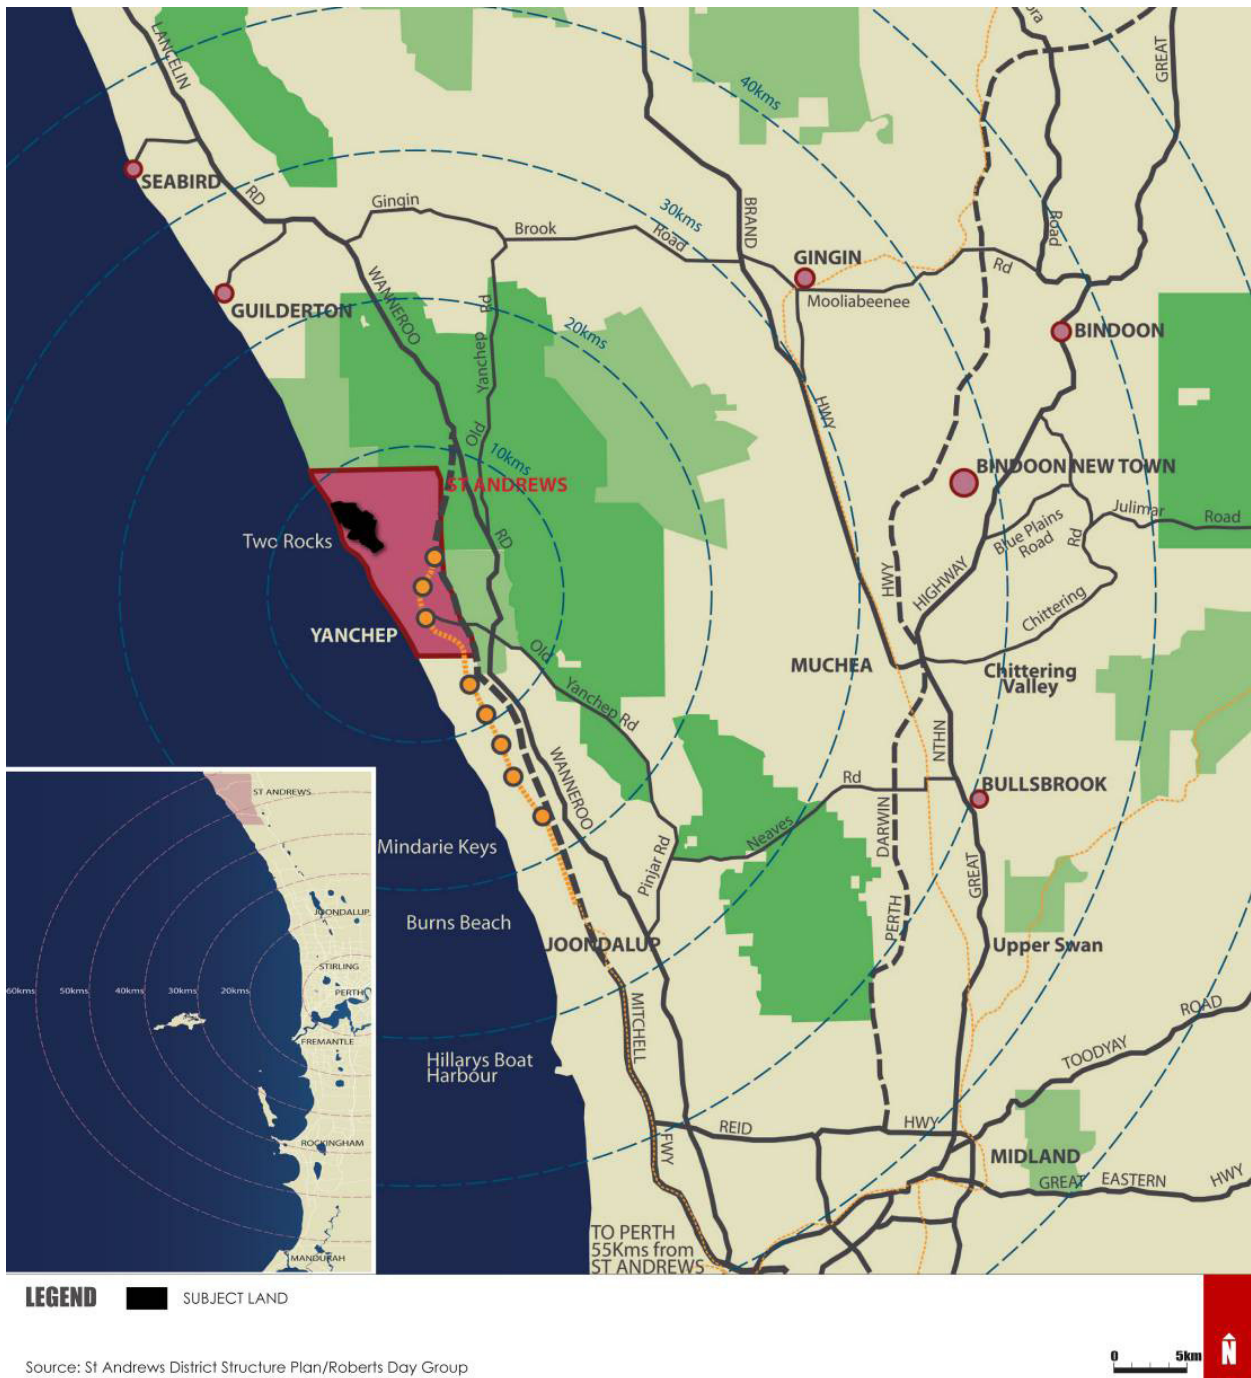 LANCELIN
RD
ora
GREAT
40kms
SEABIRD
Gingin
Brook
Road
30kms
BRAND
GINGIN
Mooliabeenee
Rd
Road
GUILDERTON
WANNEROO
Old
Yanchep
Rd
20kms
HWY
BINDOON
10kms
ST ANDREWS
BINDOON NEW TOWN
Two Rocks
RD
Blue Plains
Road
Rd
Julimar
Road
HWY
HIGHWAY
Chittering
YANCHEP
Old
Yanchep Rd
MUCHEA
Chittering
Valley
WANNEROO
NTHN
Rd
BULLSBROOK
Mindarie Keys
Pinjar Rd
Neaves
DARWIN
GREAT
Burns Beach
PERTH
JOONDALUP
Upper Swan
MITCHELL
ROAD
TOODYAY
Hillarys Boat
Harbour
FWY
REID
HWY
MIDLAND
GREAT
EASTERN
HWY
TO PERTH
55Kms from
ST ANDREWS
ST ANDREWS
JOONDALUP
STIRLING
PERTH
60kms
50kms
40kms
30kms
20kms
FREMANTLE
ROCKINGHAM
MANDURAH
LEGEND
SUBJECT LAND
0
5km
N
Source: St Andrews District Structure Plan/Roberts Day Group